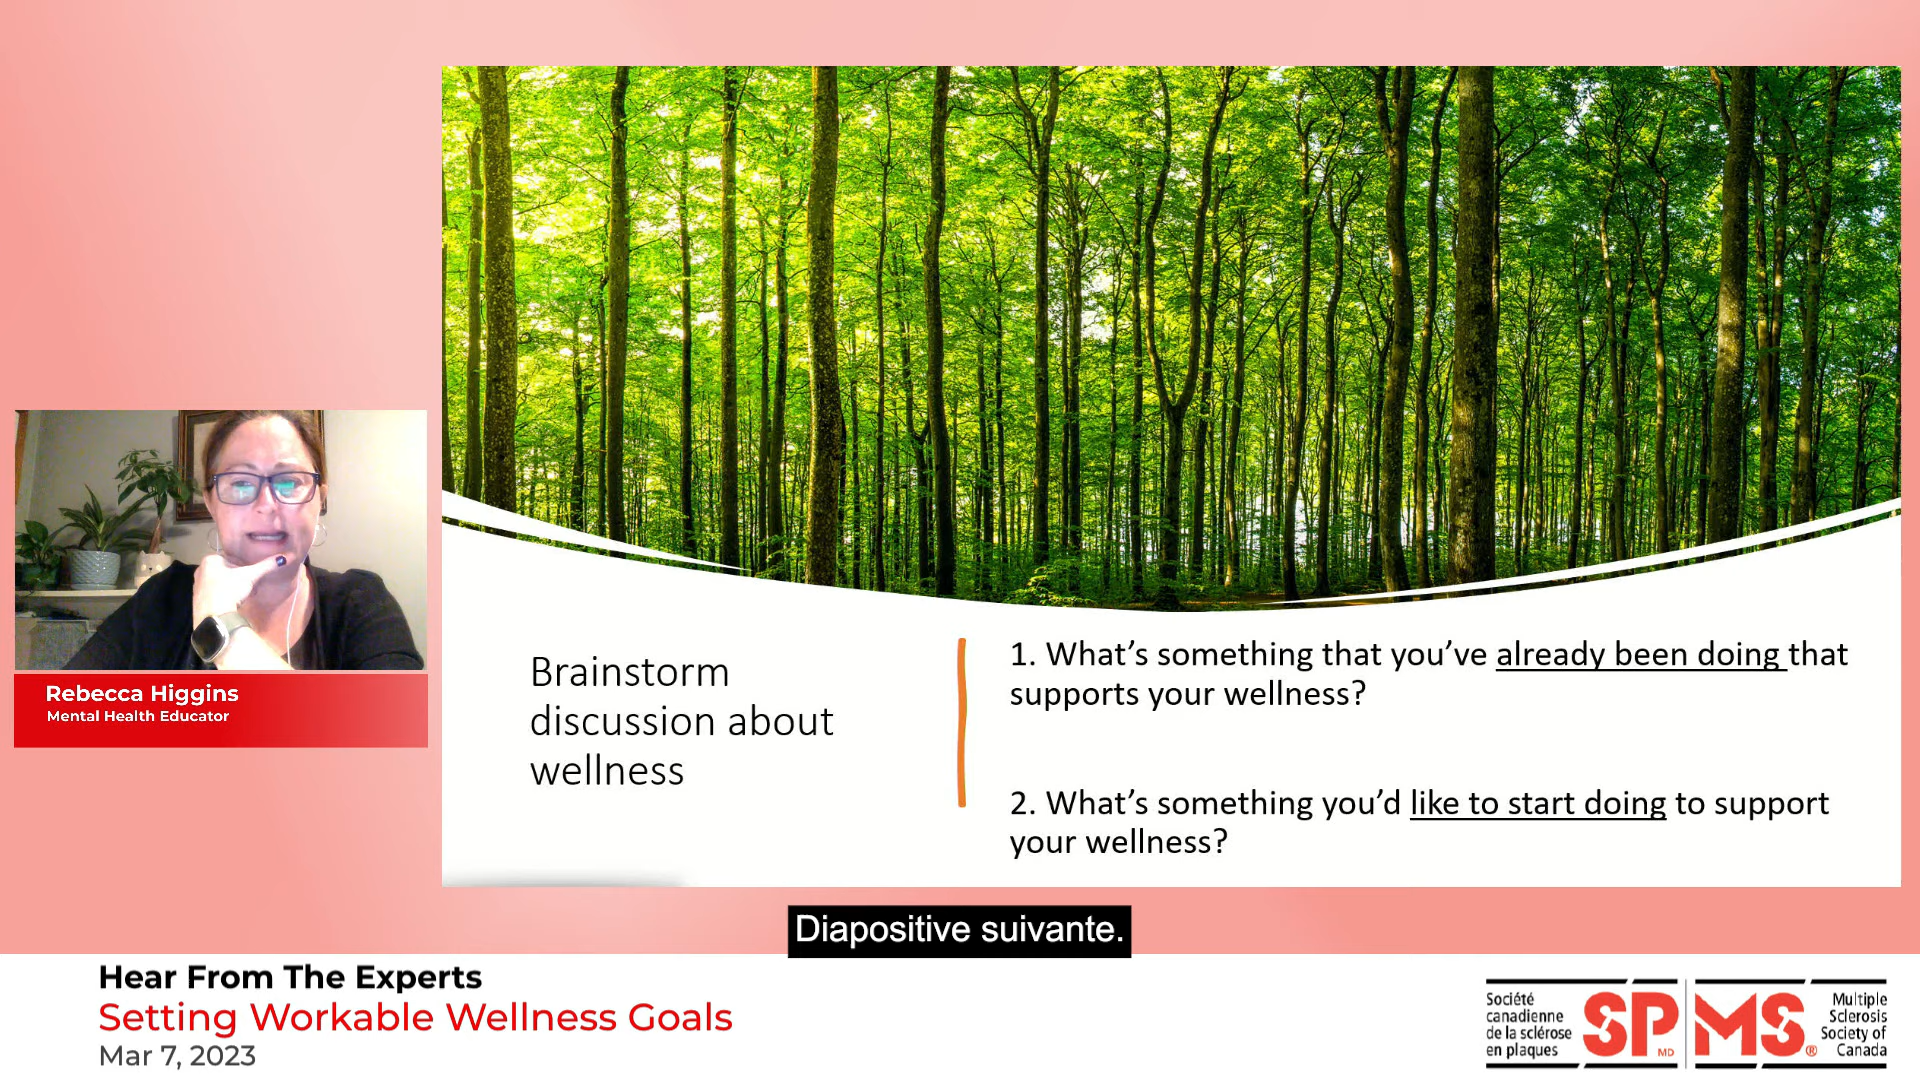 Rebecca Higgins
Mental Health Educator
Brainstorm
discussion about
wellness
1. What’s something that you’ve already been doing that
supports your wellness?
2. What’s something you’d like to start doing to support
your wellness?
Diapositive suivante.
Hear From The Experts
Setting Workable Wellness Goals
Mar 7, 2023
Société
canadienne
de la sclérose
en plaques
SP
MD
MS
®
Multiple
Sclerosis
Society of
Canada